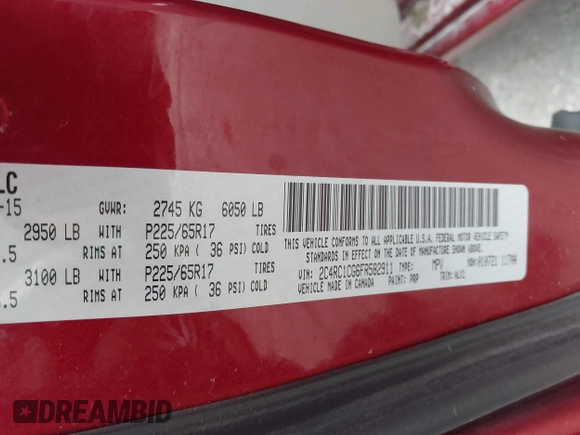 LC
-15
GVWR: 2745 KG 6050 LB
2950 LB WITH P225/65R17 TIRES
.5 RIMS AT 250 KPA ( 36 PSI) COLD
3100 LB WITH P225/65R17 TIRES
.5 RIMS AT 250 KPA ( 36 PSI) COLD
THIS VEHICLE CONFORMS TO ALL APPLICABLE U.S.A. FEDERAL MOTOR VEHICLE SAFETY
STANDARDS IN EFFECT ON THE DATE OF MANUFACTURE SHOWN ABOVE.
VIN: 2C4RC1CG6FR582911 TYPE: MPV
VEHICLE MADE IN CANADA PAINT: PRP TRIM:
DREAMBID